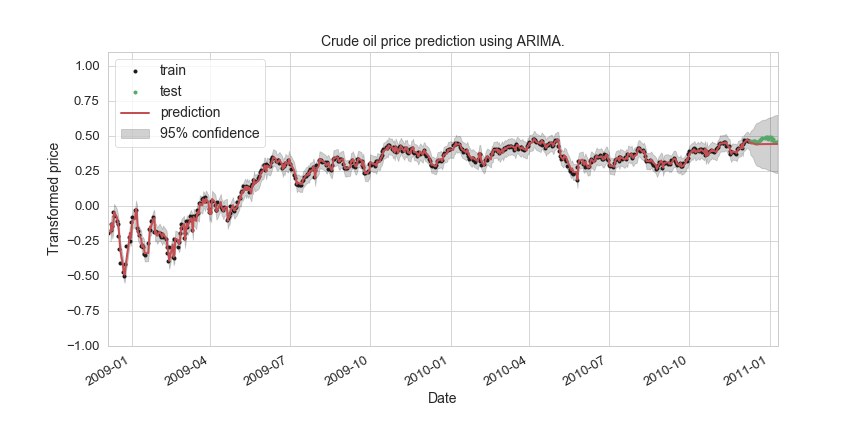 Crude oil price prediction using ARIMA.
1.00
0.75
0.50
0.25
0.00
−0.25
−0.50
−0.75
−1.00
Transformed price
train
test
prediction
95% confidence
2009-01
2009-04
2009-07
2009-10
2010-01
2010-04
2010-07
2010-10
2011-01
Date